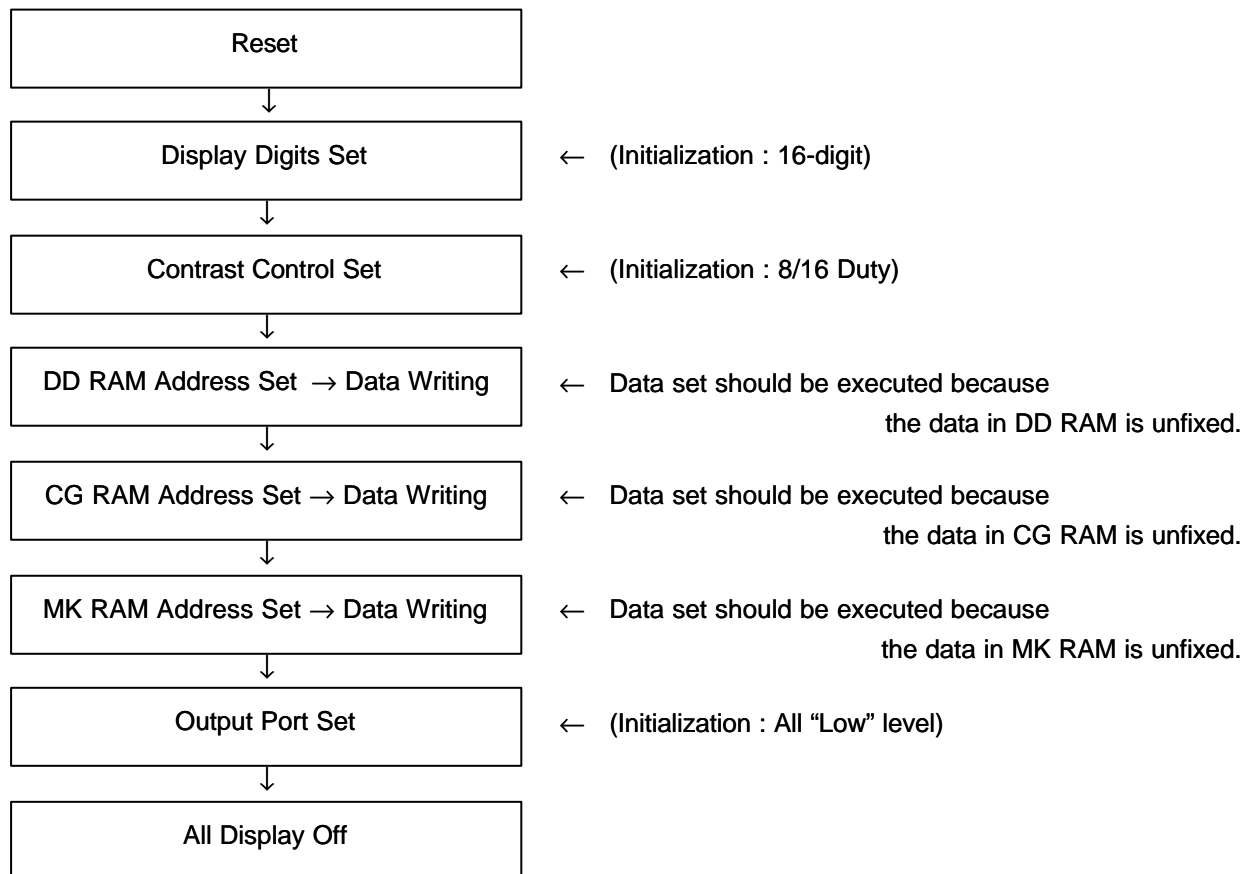 Reset
↓
Display Digits Set ← (Initialization : 16-digit)
↓
Contrast Control Set ← (Initialization : 8/16 Duty)
↓
DD RAM Address Set → Data Writing ← Data set should be executed because
the data in DD RAM is unfixed.
↓
CG RAM Address Set → Data Writing ← Data set should be executed because
the data in CG RAM is unfixed.
↓
MK RAM Address Set → Data Writing ← Data set should be executed because
the data in MK RAM is unfixed.
↓
Output Port Set ← (Initialization : All “Low” level)
↓
All Display Off